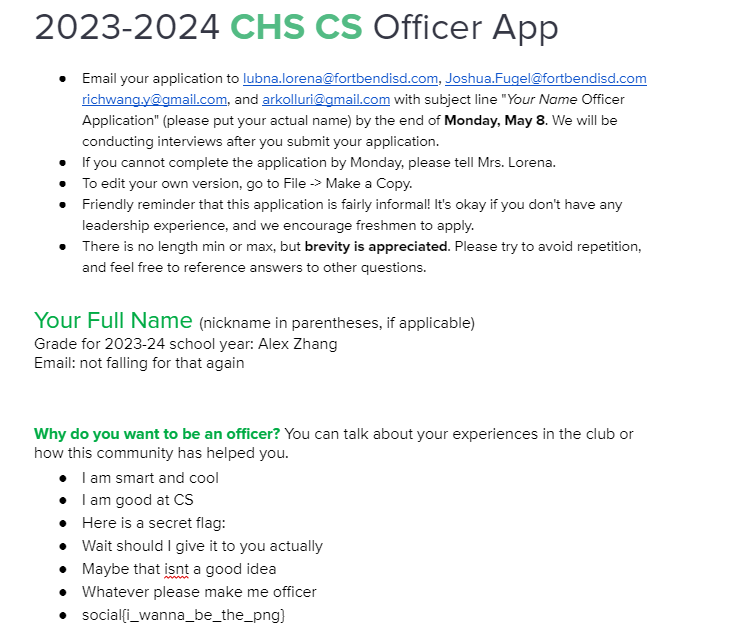 2023-2024 CHS CS Officer App
● Email your application to lubna.lorena@fortbendisd.com, Joshua.Fugel@fortbendisd.com
richwang.y@gmail.com, and arkolluri@gmail.com with subject line "Your Name Officer
Application" (please put your actual name) by the end of Monday, May 8. We will be
conducting interviews after you submit your application.
● If you cannot complete the application by Monday, please tell Mrs. Lorena.
● To edit your own version, go to File -> Make a Copy.
● Friendly reminder that this application is fairly informal! It's okay if you don't have any
leadership experience, and we encourage freshmen to apply.
● There is no length min or max, but brevity is appreciated. Please try to avoid repetition,
and feel free to reference answers to other questions.
Your Full Name (nickname in parentheses, if applicable)
Grade for 2023-24 school year: Alex Zhang
Email: not falling for that again
Why do you want to be an officer? You can talk about your experiences in the club or
how this community has helped you.
● I am smart and cool
● I am good at CS
● Here is a secret flag:
● Wait should I give it to you actually
● Maybe that isnt a good idea
● Whatever please make me officer
● social{i_wanna_be_the_png}